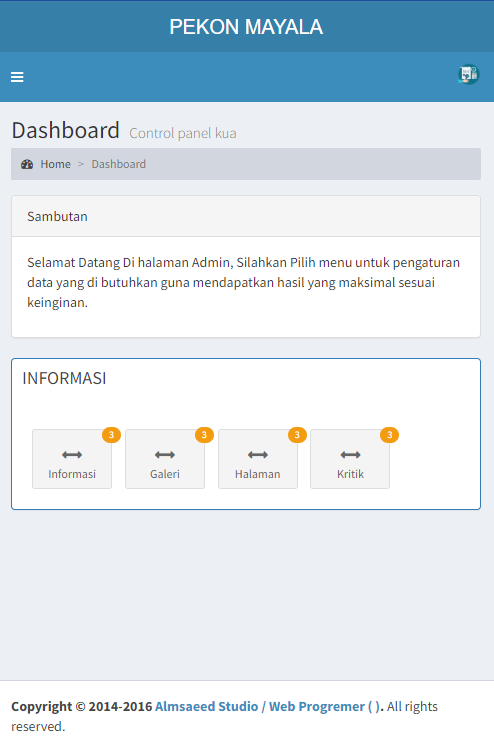 PEKON MAYALA
Dashboard Control panel kua
Home > Dashboard
Sambutan
Selamat Datang Di halaman Admin, Silahkan Pilih menu untuk pengaturan
data yang di butuhkan guna mendapatkan hasil yang maksimal sesuai
keinginan.
INFORMASI
3 3 3 3
Informasi Galeri Halaman Kritik
Copyright © 2014-2016 Almsaeed Studio / Web Progremer ( ). All rights
reserved.